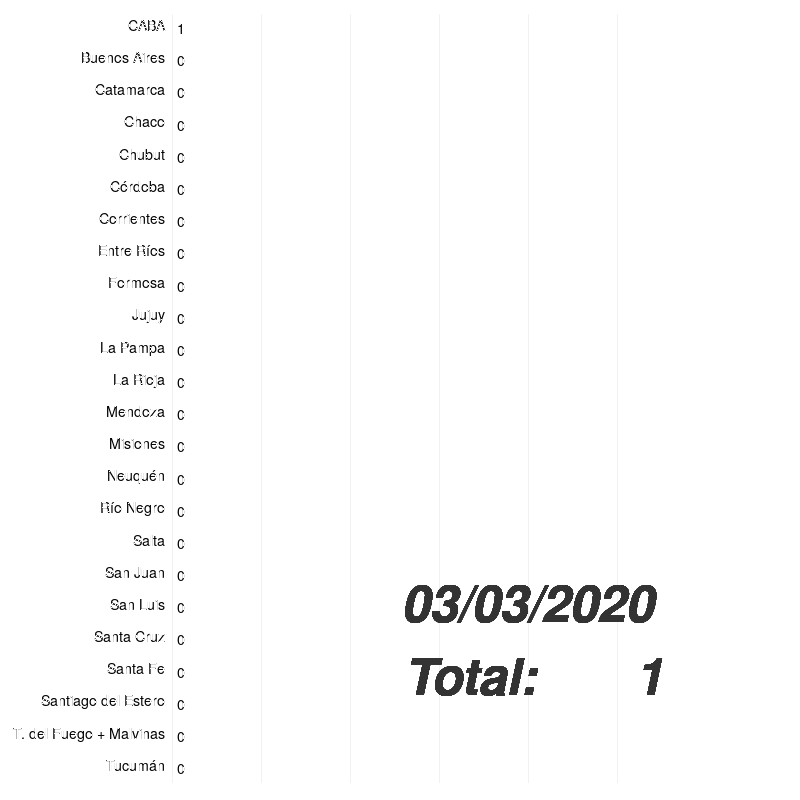 CABA 1
Buenos Aires 0
Catamarca 0
Chaco 0
Chubut 0
Córdoba 0
Corrientes 0
Entre Ríos 0
Formosa 0
Jujuy 0
La Pampa 0
La Rioja 0
Mendoza 0
Misiones 0
Neuquén 0
Río Negro 0
Salta 0
San Juan 0
San Luis 0
Santa Cruz 0
Santa Fe 0
Santiago del Estero 0
T. del Fuego + Malvinas 0
Tucumán 0
03/03/2020
Total: 1